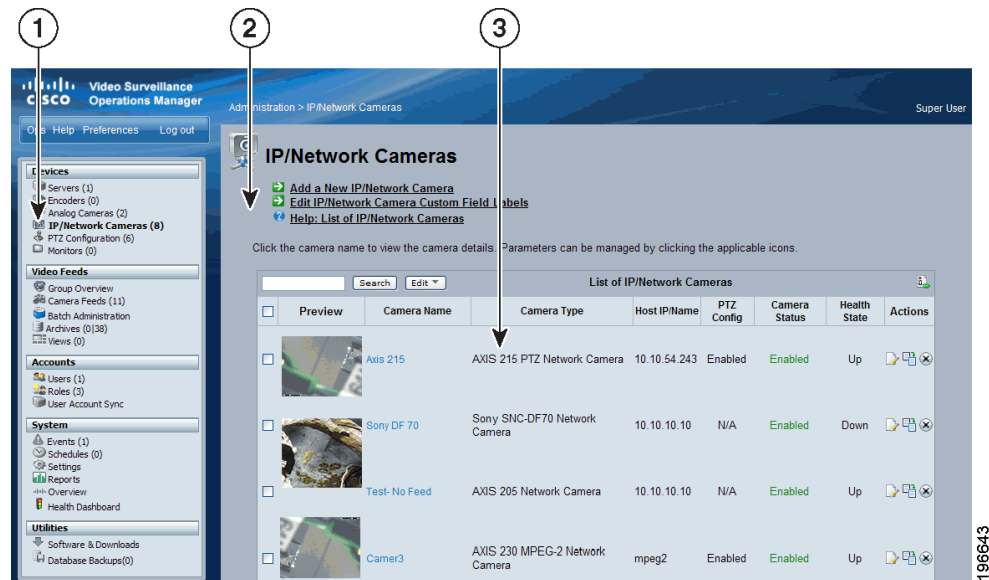 1
2
3
CISCO
Video Surveillance
Operations Manager
Administration > IP/Network Cameras
Super User
Ops Help Preferences Log out
IP/Network Cameras
Add a New IP/Network Camera
Edit IP/Network Camera Custom Field Labels
Help: List of IP/Network Cameras
Click the camera name to view the camera details. Parameters can be managed by clicking the applicable icons.
Devices
Servers (1)
Encoders (0)
Analog Cameras (2)
IP/Network Cameras (8)
PTZ Configuration (6)
Monitors (0)
Video Feeds
Group Overview
Camera Feeds (11)
Batch Administration
Archives (0|38)
Views (0)
Accounts
Users (1)
Roles (3)
User Account Sync
System
Events (1)
Schedules (0)
Settings
Reports
Overview
Health Dashboard
Utilities
Software & Downloads
Database Backups(0)
Search Edit List of IP/Network Cameras
Preview Camera Name Camera Type Host IP/Name PTZ Config Camera Status Health State Actions
Axis 215 AXIS 215 PTZ Network Camera 10.10.54.243 Enabled Enabled Up
Sony DF 70 Sony SNC-DF70 Network Camera 10.10.10.10 N/A Enabled Down
Test- No Feed AXIS 205 Network Camera 10.10.10.10 N/A Enabled Up
Camer3 AXIS 230 MPEG-2 Network Camera mpeg2 Enabled Enabled Up
196643